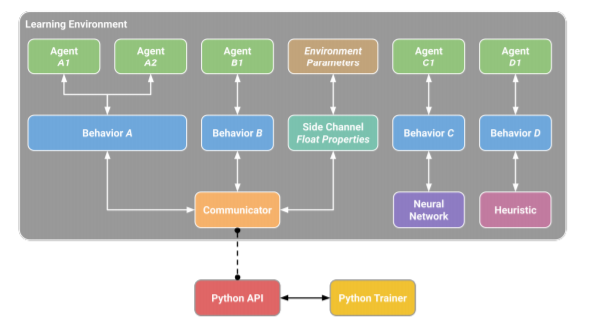 Learning Environment
Agent
A1
Agent
A2
Agent
B1
Environment
Parameters
Agent
C1
Agent
D1
Behavior A
Behavior B
Side Channel
Float Properties
Behavior C
Behavior D
Communicator
Neural
Network
Heuristic
Python API
Python Trainer